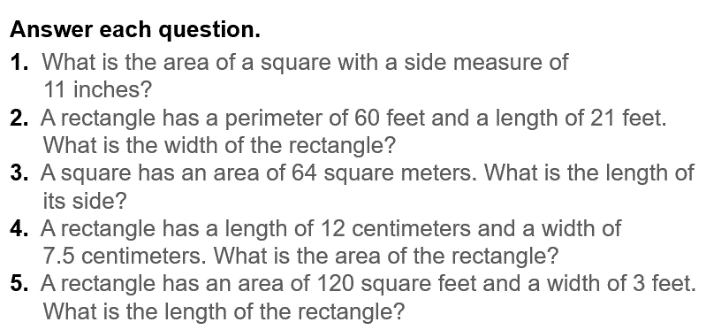 Answer each question.
1. What is the area of a square with a side measure of
11 inches?
2. A rectangle has a perimeter of 60 feet and a length of 21 feet.
What is the width of the rectangle?
3. A square has an area of 64 square meters. What is the length of
its side?
4. A rectangle has a length of 12 centimeters and a width of
7.5 centimeters. What is the area of the rectangle?
5. A rectangle has an area of 120 square feet and a width of 3 feet.
What is the length of the rectangle?